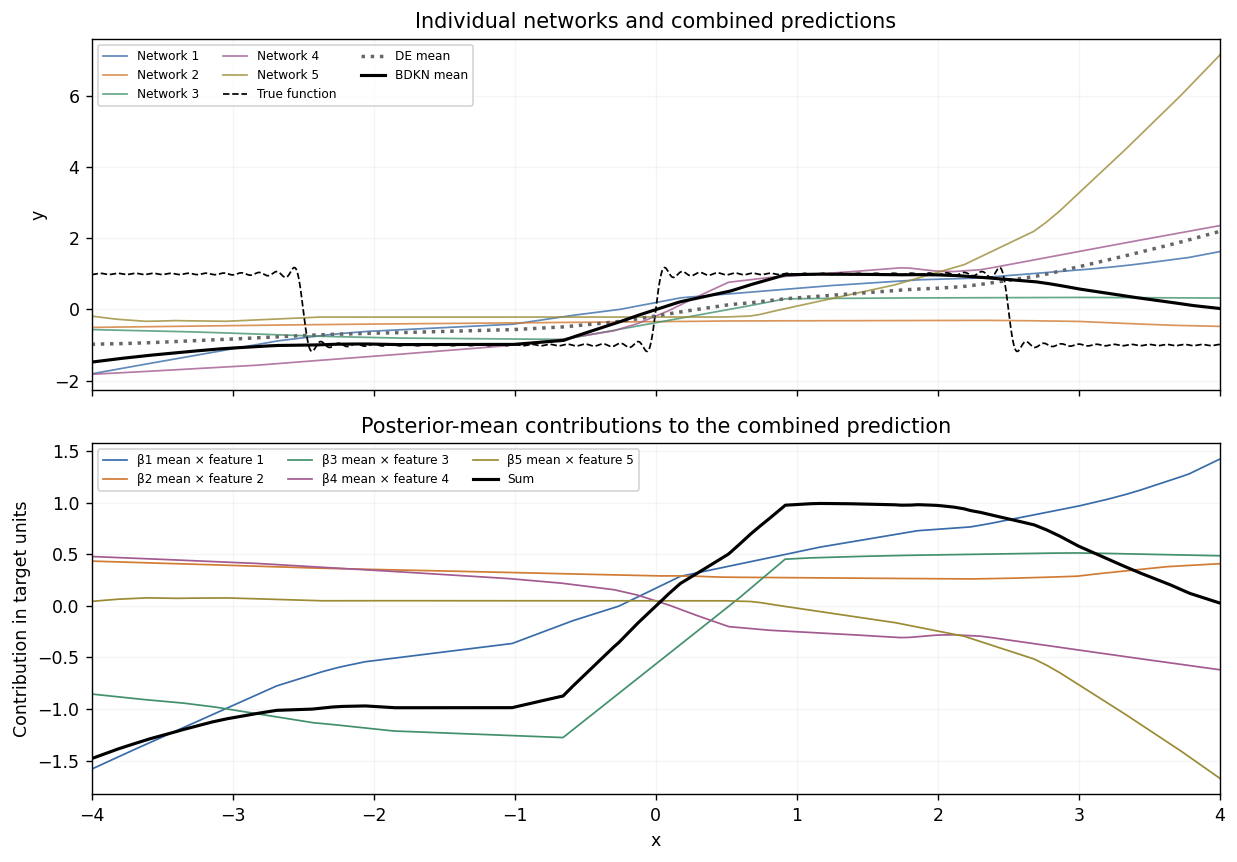 Individual networks and combined predictions
Network 1
Network 2
Network 3
Network 4
Network 5
True function
DE mean
BDKN mean
y
6
4
2
0
−2
Posterior-mean contributions to the combined prediction
β1 mean × feature 1
β2 mean × feature 2
β3 mean × feature 3
β4 mean × feature 4
β5 mean × feature 5
Sum
Contribution in target units
1.5
1.0
0.5
0.0
−0.5
−1.0
−1.5
−4 −3 −2 −1 0 1 2 3 4
x